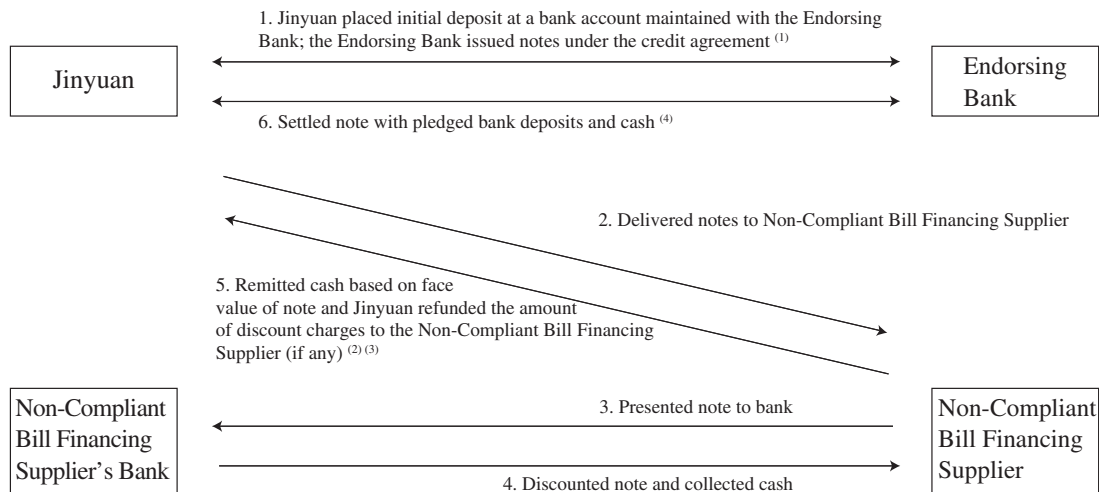 1. Jinyuan placed initial deposit at a bank account maintained with the Endorsing
Bank; the Endorsing Bank issued notes under the credit agreement (1)
Jinyuan
Endorsing
Bank
6. Settled note with pledged bank deposits and cash (4)
2. Delivered notes to Non-Compliant Bill Financing Supplier
5. Remitted cash based on face
value of note and Jinyuan refunded the amount
of discount charges to the Non-Compliant Bill Financing
Supplier (if any) (2) (3)
Non-Compliant
Bill Financing
Supplier’s Bank
3. Presented note to bank
Non-Compliant
Bill Financing
Supplier
4. Discounted note and collected cash